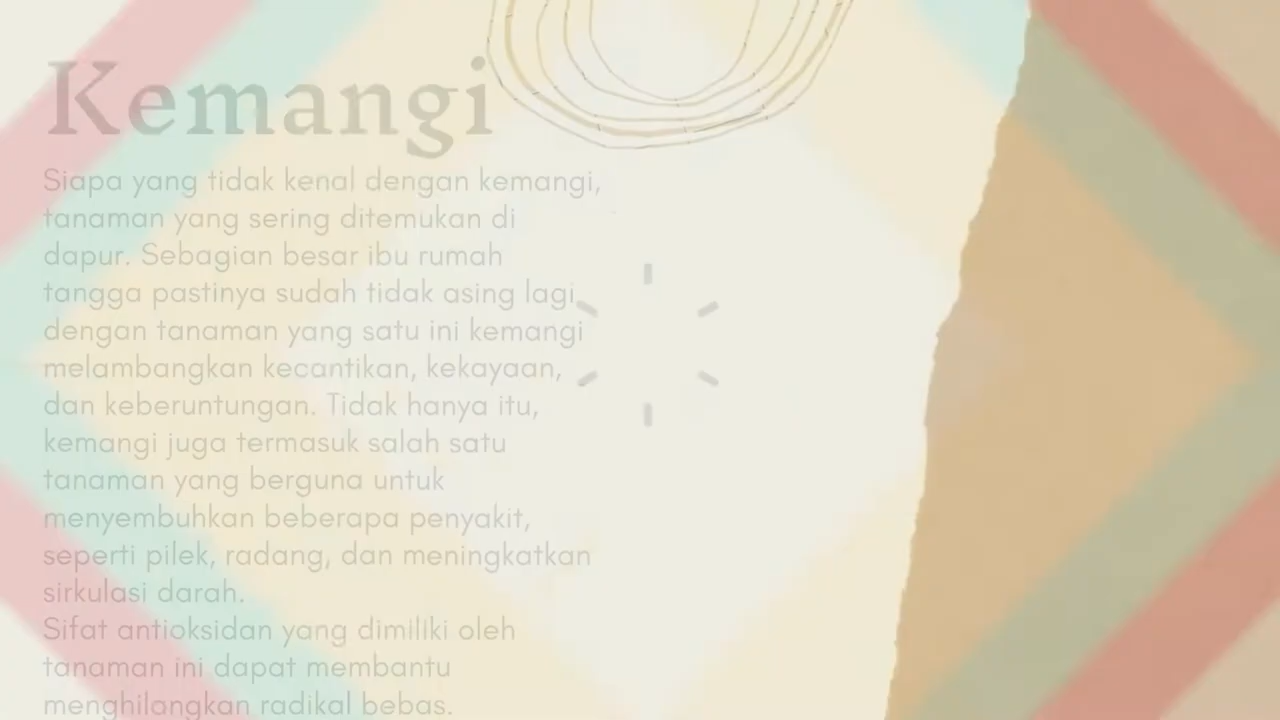 Kemangi
Siapa yang tidak kenal dengan kemangi,
tanaman yang sering ditemukan di
dapur. Sebagian besar ibu rumah
tangga pastinya sudah tidak asing lagi
dengan tanaman yang satu ini kemangi
melambangkan kecantikan, kekayaan,
dan keberuntungan. Tidak hanya itu,
kemangi juga termasuk salah satu
tanaman yang berguna untuk
menyembuhkan beberapa penyakit,
seperti pilek, radang, dan meningkatkan
sirkulasi darah.
Sifat antioksidan yang dimiliki oleh
tanaman ini dapat membantu
menghilangkan radikal bebas.